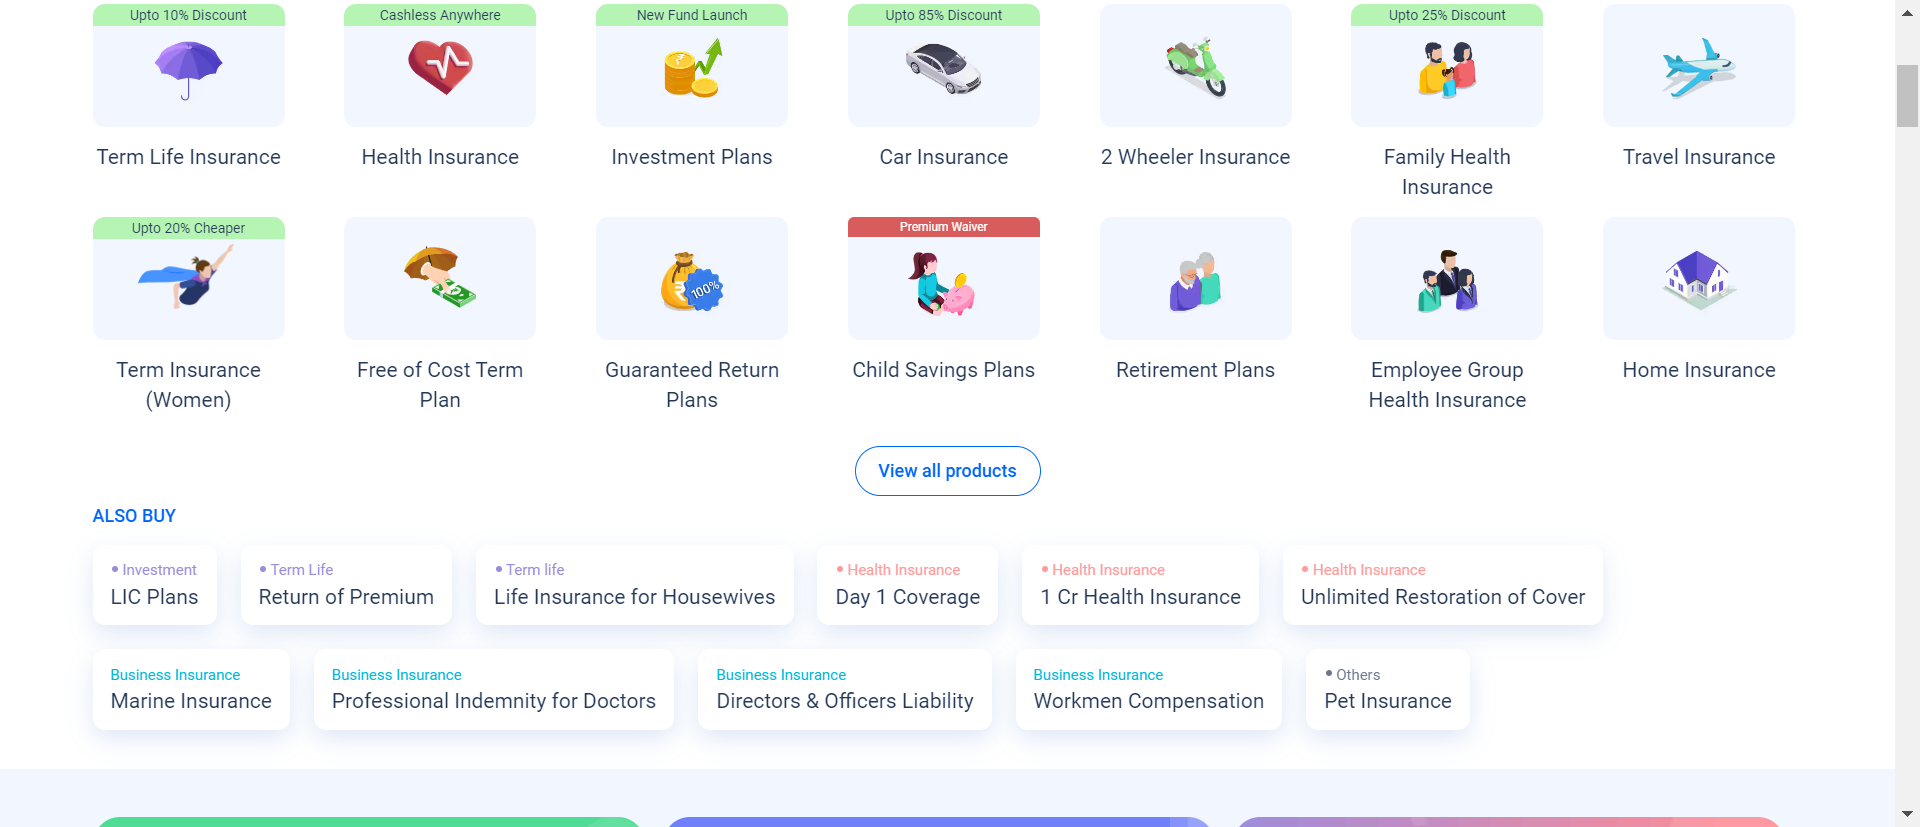 Upto 10% Discount
Cashless Anywhere
New Fund Launch
Upto 85% Discount
Upto 25% Discount
Term Life Insurance
Health Insurance
Investment Plans
Car Insurance
2 Wheeler Insurance
Family Health
Insurance
Travel Insurance
Upto 20% Cheaper
100%
Premium Waiver
Term Insurance
(Women)
Free of Cost Term
Plan
Guaranteed Return
Plans
Child Savings Plans
Retirement Plans
Employee Group
Health Insurance
Home Insurance
View all products
ALSO BUY
Investment
LIC Plans
Term Life
Return of Premium
Term life
Life Insurance for Housewives
Health Insurance
Day 1 Coverage
Health Insurance
1 Cr Health Insurance
Health Insurance
Unlimited Restoration of Cover
Business Insurance
Marine Insurance
Business Insurance
Professional Indemnity for Doctors
Business Insurance
Directors & Officers Liability
Business Insurance
Workmen Compensation
Others
Pet Insurance